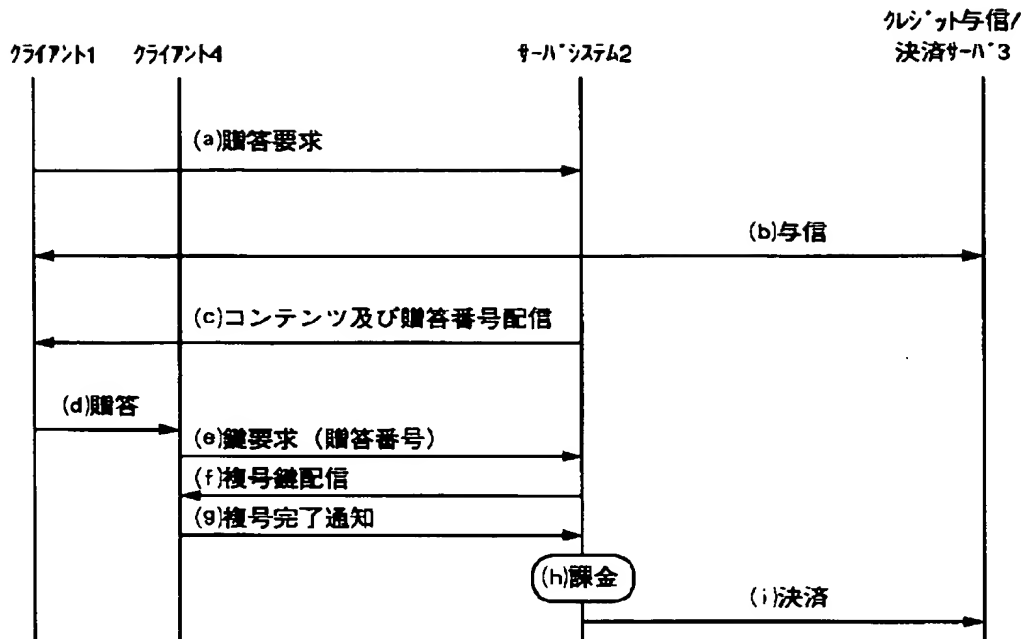 クレジット与信/
クライアント1 クライアント4 サーバシステム2 決済サーバ3
(a)贈答要求
(b)与信
(c)コンテンツ及び贈答番号配信
(d)贈答
(e)鍵要求（贈答番号）
(f)複号鍵配信
(g)複号完了通知
(h)課金
(i)決済